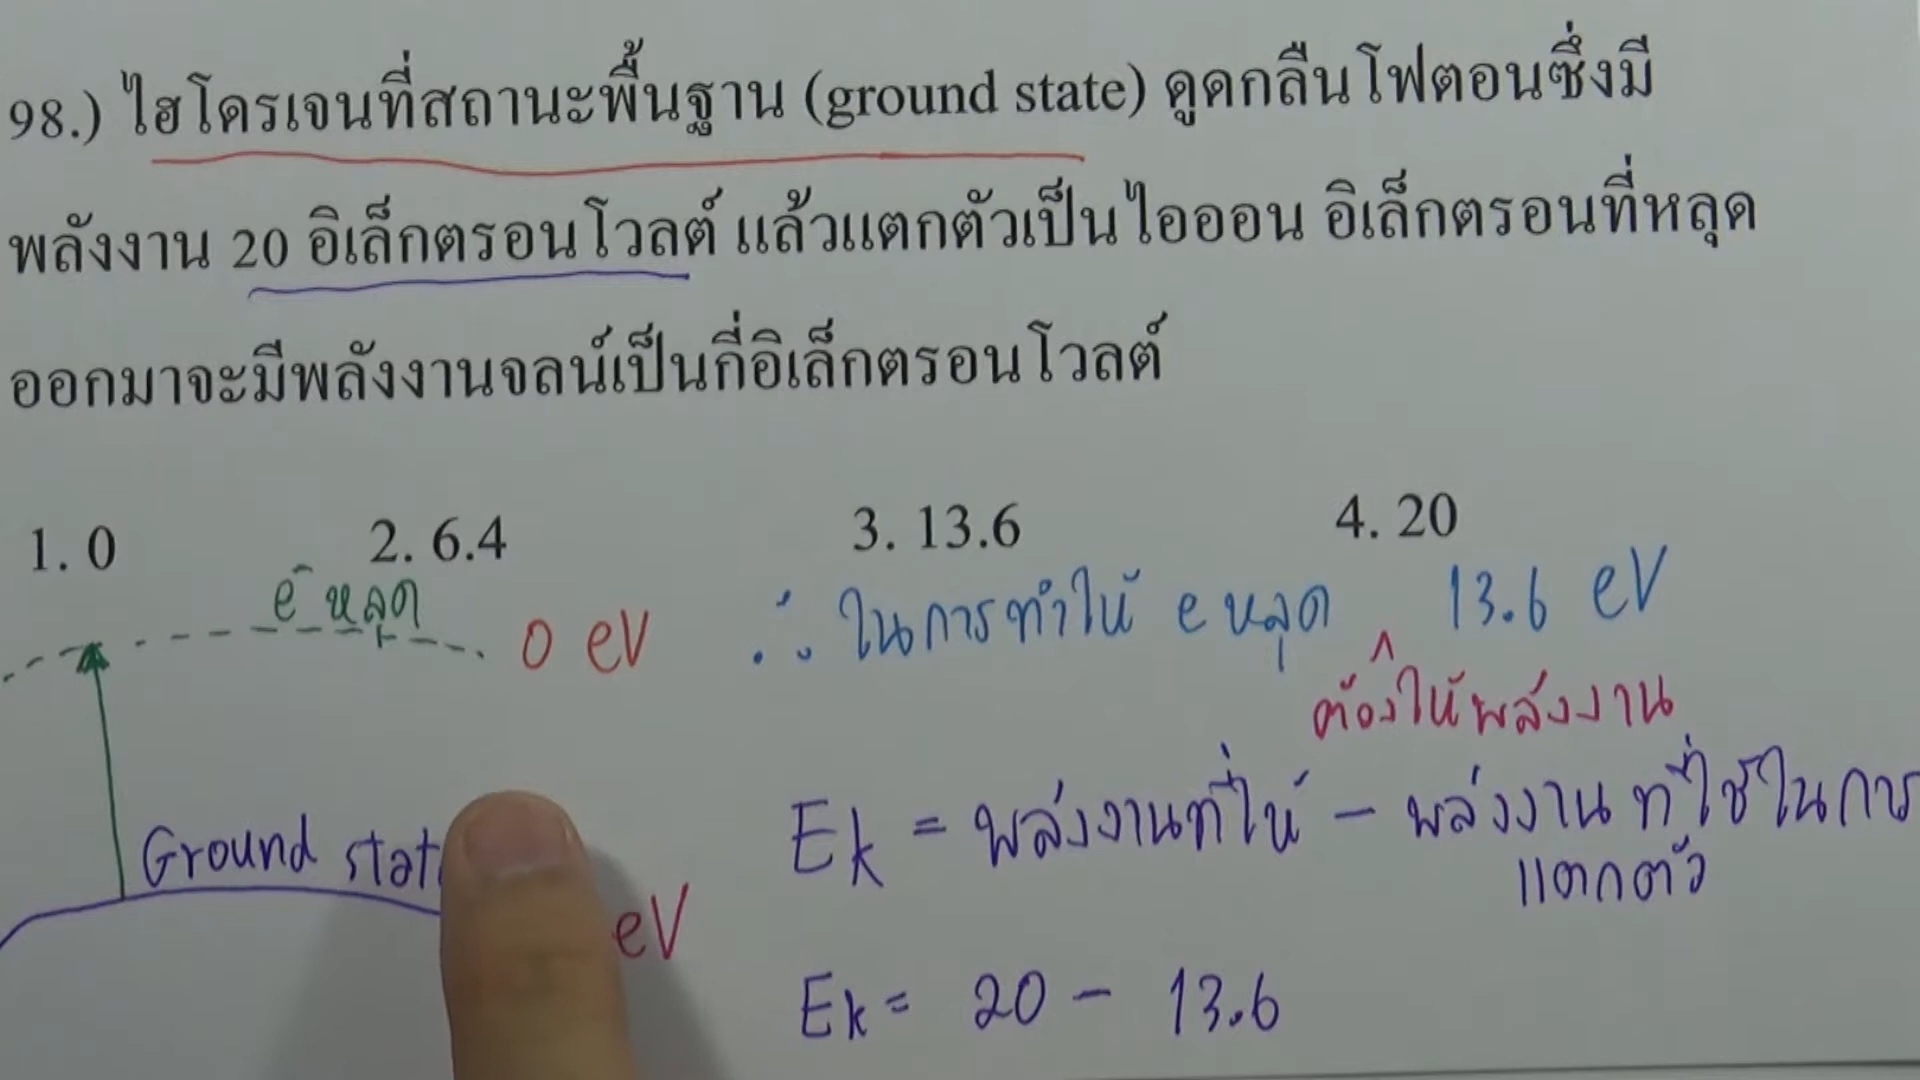 98.) ไฮโดรเจนที่สถานะพื้นฐาน (ground state) ดูดกลืนโฟตอนซึ่งมี
พลังงาน 20 อิเล็กตรอนโวลต์ แล้วแตกตัวเป็นไอออน อิเล็กตรอนที่หลุด
ออกมาจะมีพลังงานจลน์เป็นกี่อิเล็กตรอนโวลต์
1. 0 2. 6.4 3. 13.6 4. 20
e⁻ หลุด
0 eV
∴ ในการทำให้ e หลุด ^ 13.6 eV
ต้องให้พลังงาน
Ground stat
eV
Ek = พลังงานที่ให้ - พลังงานที่ใช้ในการ
แตกตัว
Ek = 20 - 13.6